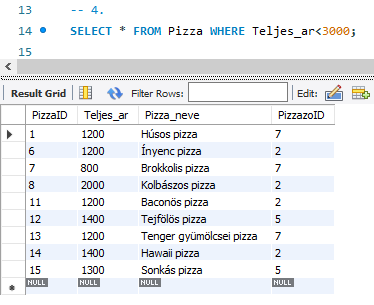 13 -- 4.
14 SELECT * FROM Pizza WHERE Teljes_ar<3000;
15
Result Grid Filter Rows: Edit:
PizzaID Teljes_ar Pizza_neve PizzazoID
1 1200 Húsos pizza 7
6 1200 Ínyenc pizza 2
7 800 Brokkolis pizza 7
8 2000 Kolbászos pizza 2
11 1200 Baconös pizza 2
12 1400 Tejfölös pizza 5
13 1200 Tenger gyümölcsei pizza 7
14 1400 Hawaii pizza 2
15 1300 Sonkás pizza 5
NULL NULL NULL NULL